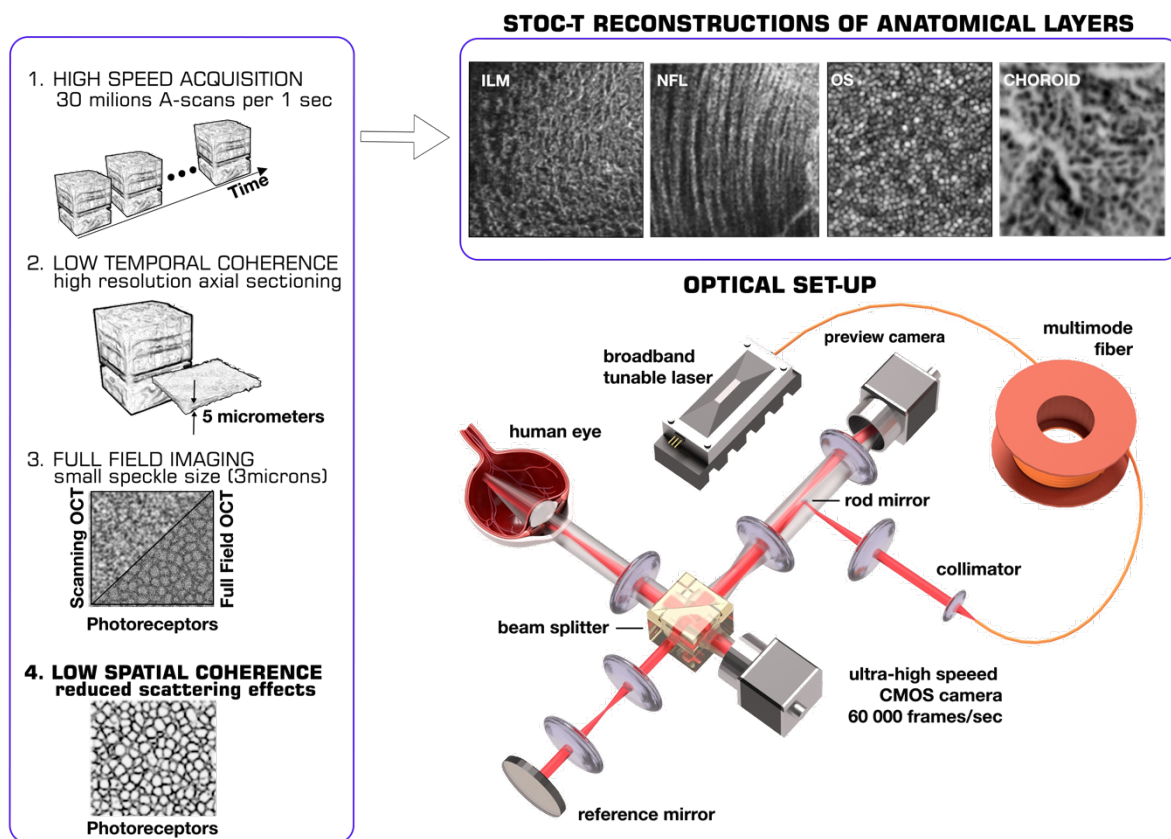 1. HIGH SPEED ACQUISITION
30 milions A-scans per 1 sec
Time
2. LOW TEMPORAL COHERENCE
high resolution axial sectioning
5 micrometers
3. FULL FIELD IMAGING
small speckle size (3microns)
Scanning OCT
Full Field OCT
Photoreceptors
4. LOW SPATIAL COHERENCE
reduced scattering effects
Photoreceptors
STOC-T RECONSTRUCTIONS OF ANATOMICAL LAYERS
ILM
NFL
OS
CHOROID
OPTICAL SET-UP
broadband
tunable laser
preview camera
multimode
fiber
human eye
rod mirror
collimator
beam splitter
ultra-high speeed
CMOS camera
60 000 frames/sec
reference mirror